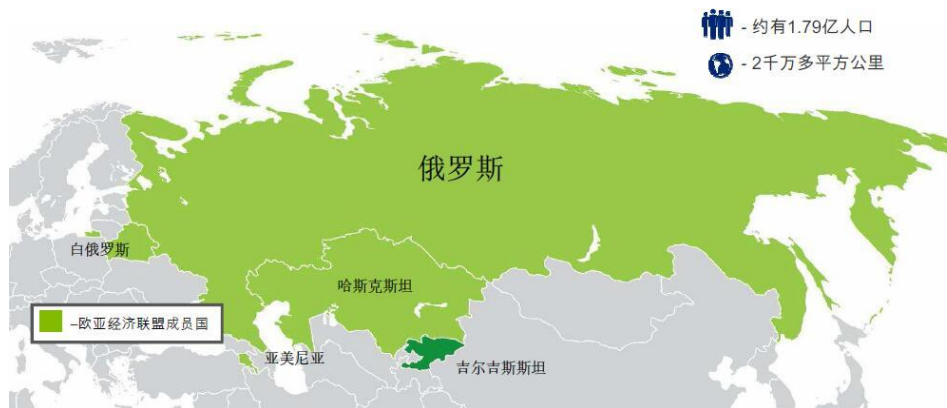 - 约有1.79亿人口
- 2千万多平方公里
俄罗斯
白俄罗斯
哈斯克斯坦
-欧亚经济联盟成员国
亚美尼亚
吉尔吉斯斯坦